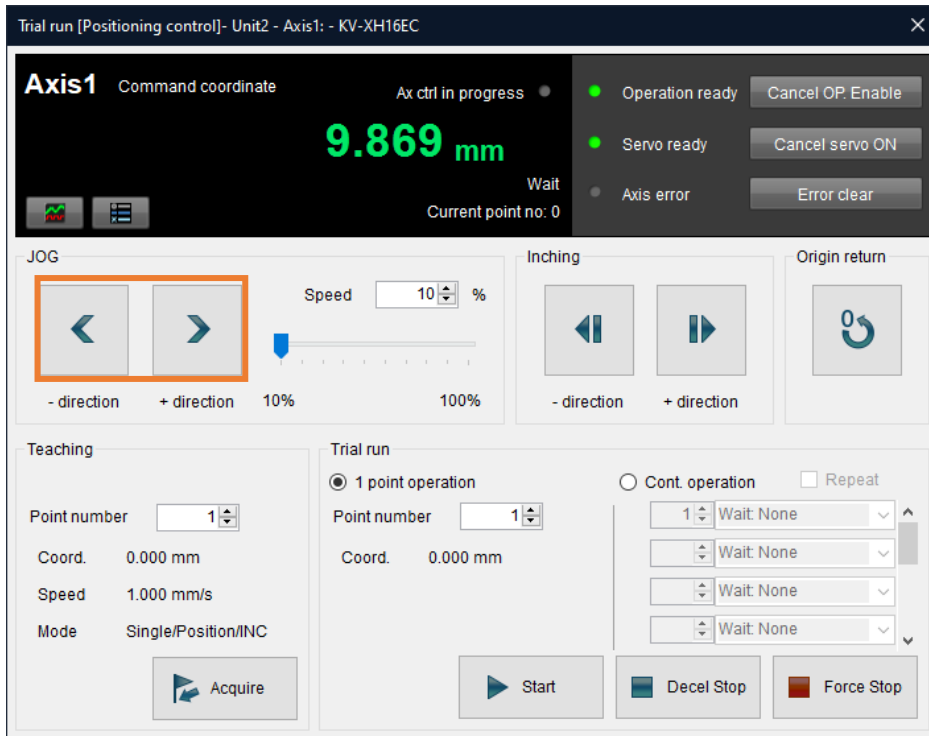 Trial run [Positioning control]- Unit2 - Axis1: - KV-XH16EC
Axis1 Command coordinate
Ax ctrl in progress
9.869 mm
Wait
Current point no: 0
Operation ready Cancel OP. Enable
Servo ready Cancel servo ON
Axis error Error clear
JOG
Speed 10 %
- direction + direction 10% 100%
Inching
- direction + direction
Origin return
0
Teaching
Point number 1
Coord. 0.000 mm
Speed 1.000 mm/s
Mode Single/Position/INC
Acquire
Trial run
1 point operation
Point number 1
Coord. 0.000 mm
Cont. operation Repeat
1 Wait: None
Wait: None
Wait: None
Wait: None
Start Decel Stop Force Stop